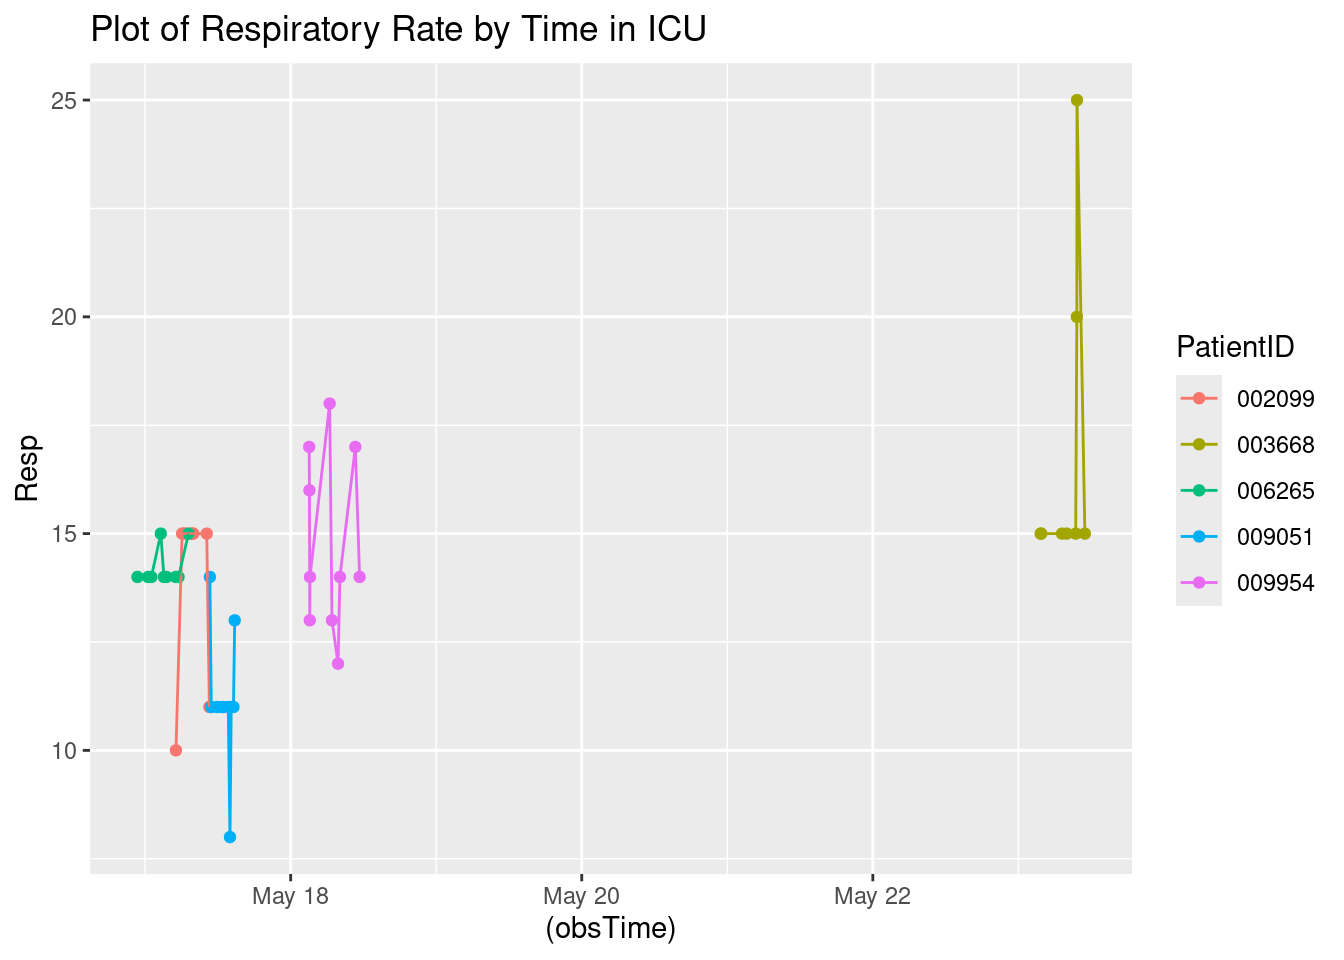 Plot of Respiratory Rate by Time in ICU
25
20
15
10
Resp
May 18
May 20
May 22
(obsTime)
PatientID
002099
003668
006265
009051
009954